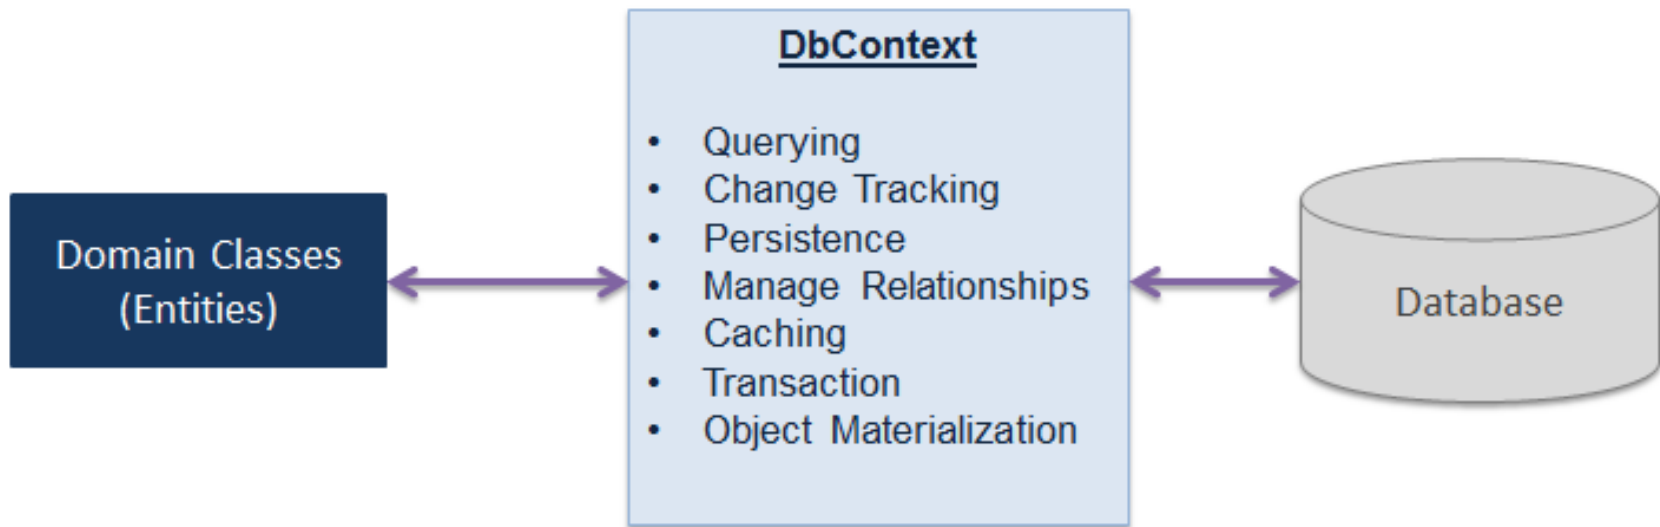 DbContext
• Querying
• Change Tracking
• Persistence
• Manage Relationships
• Caching
• Transaction
• Object Materialization
Domain Classes
(Entities)
Database